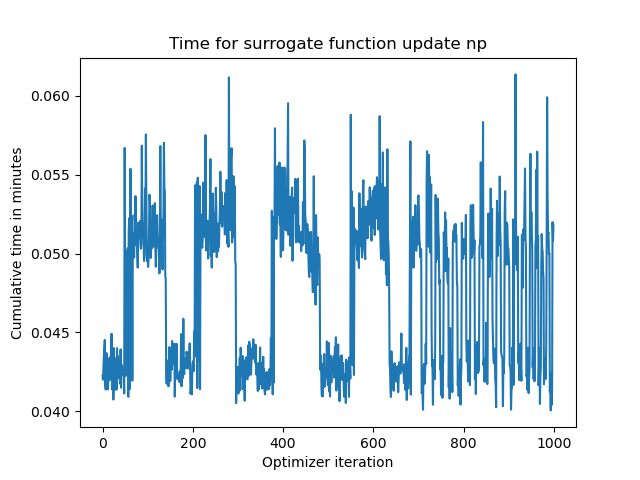 Time for surrogate function update np
0.060
0.055
0.050
0.045
0.040
Cumulative time in minutes
0 200 400 600 800 1000
Optimizer iteration